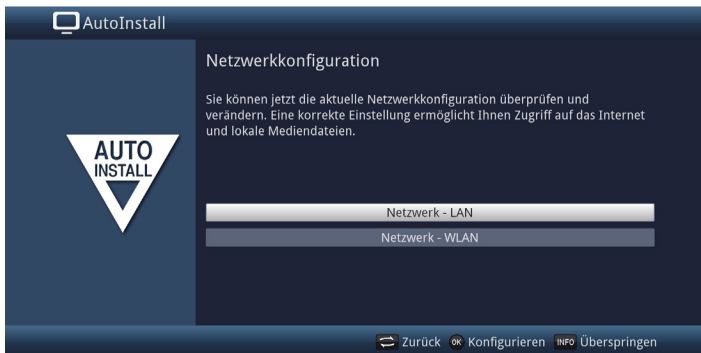 AutoInstall
AUTO
INSTALL
Netzwerkkonfiguration
Sie können jetzt die aktuelle Netzwerkkonfiguration überprüfen und
verändern. Eine korrekte Einstellung ermöglicht Ihnen Zugriff auf das Internet
und lokale Mediendateien.
Netzwerk - LAN
Netzwerk - WLAN
Zurück OK Konfigurieren INFO Überspringen